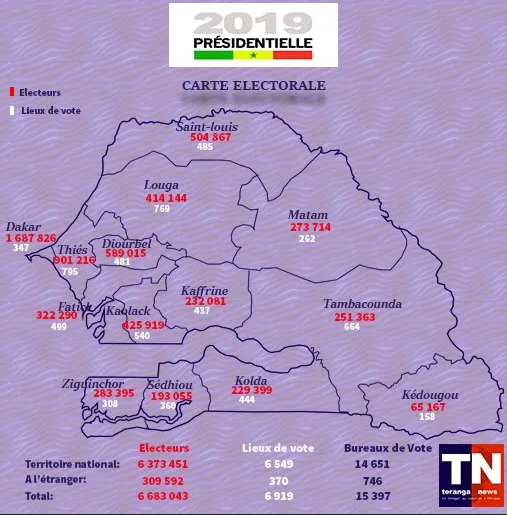 2019
PRÉSIDENTIELLE
CARTE ELECTORALE
Electeurs
Lieux de vote
Saint-louis
504 867
485
Louga
414 144
769
Matam
273 714
262
Dakar
1 687 826
347
Thiés
901 216
795
Diourbel
589 015
481
Fatick
322 290
499
Kaolack
425 919
540
Kaffrine
232 081
437
Tambacounda
251 363
664
Ziguinchor
283 395
308
Sédhiou
193 055
360
Kolda
229 399
444
Kédougou
65 167
158
Electeurs Lieux de vote Bureaux de Vote
Territoire national: 6 373 451 6 549 14 651
A l'étranger: 309 592 370 746
Total: 6 683 043 6 919 15 397
TN
teranga news